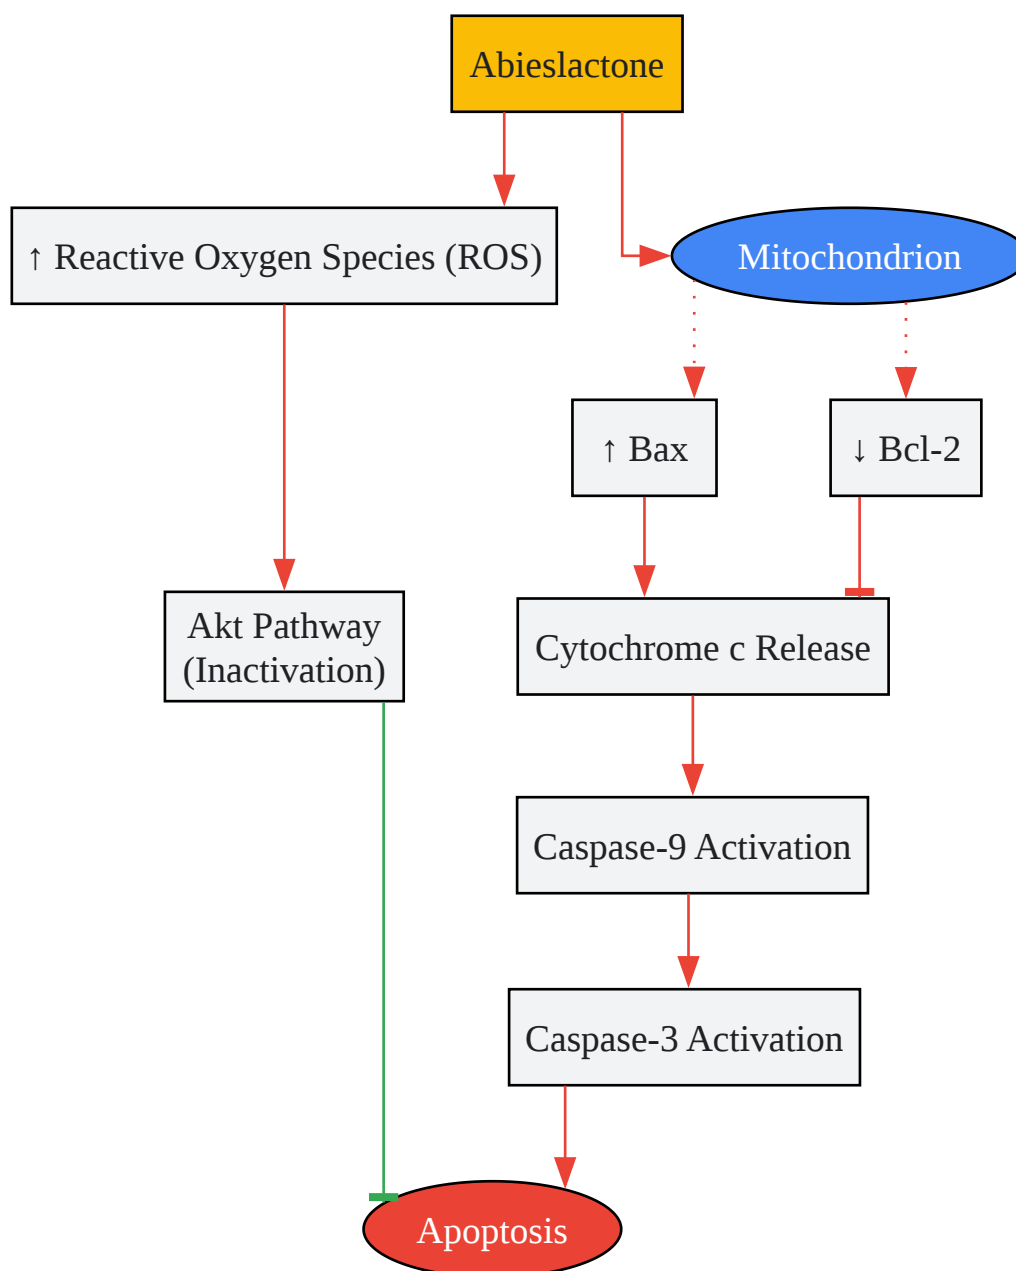 Abieslactone
↑ Reactive Oxygen Species (ROS)
Mitochondrion
↑ Bax
↓ Bcl-2
Akt Pathway
(Inactivation)
Cytochrome c Release
Caspase-9 Activation
Caspase-3 Activation
Apoptosis